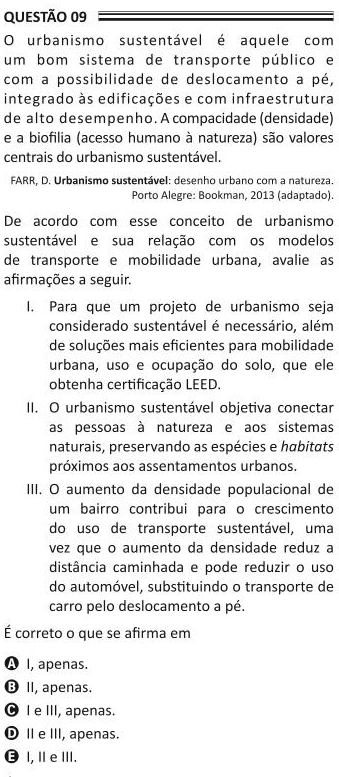 QUESTÃO 09
O urbanismo sustentável é aquele com
um bom sistema de transporte público e
com a possibilidade de deslocamento a pé,
integrado às edificações e com infraestrutura
de alto desempenho. A compacidade (densidade)
e a biofilia (acesso humano à natureza) são valores
centrais do urbanismo sustentável.
FARR, D. Urbanismo sustentável: desenho urbano com a natureza.
Porto Alegre: Bookman, 2013 (adaptado).
De acordo com esse conceito de urbanismo
sustentável e sua relação com os modelos
de transporte e mobilidade urbana, avalie as
afirmações a seguir.
I. Para que um projeto de urbanismo seja
considerado sustentável é necessário, além
de soluções mais eficientes para mobilidade
urbana, uso e ocupação do solo, que ele
obtenha certificação LEED.
II. O urbanismo sustentável objetiva conectar
as pessoas à natureza e aos sistemas
naturais, preservando as espécies e habitats
próximos aos assentamentos urbanos.
III. O aumento da densidade populacional de
um bairro contribui para o crescimento
do uso de transporte sustentável, uma
vez que o aumento da densidade reduz a
distância caminhada e pode reduzir o uso
do automóvel, substituindo o transporte de
carro pelo deslocamento a pé.
É correto o que se afirma em
A I, apenas.
B II, apenas.
C I e III, apenas.
D II e III, apenas.
E I, II e III.